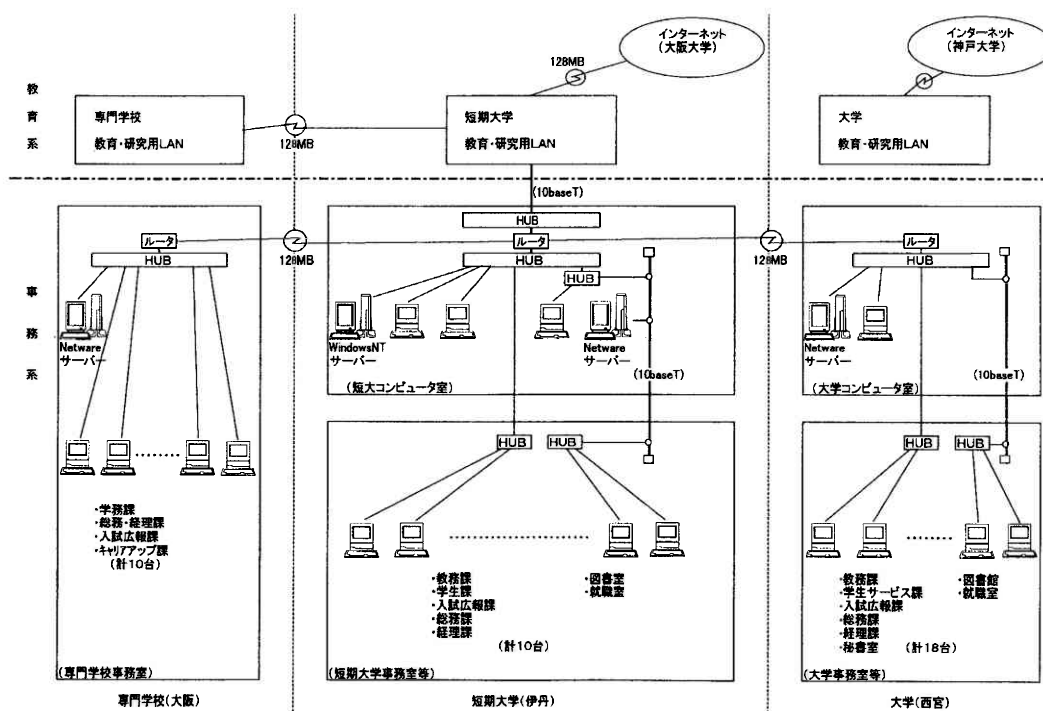 インターネット
(大阪大学)
インターネット
(神戸大学)
128MB
教
育
系
専門学校
教育・研究用LAN
128MB
短期大学
教育・研究用LAN
大学
教育・研究用LAN
(10baseT)
HUB
ルータ
HUB
128MB
ルータ
HUB
HUB
128MB
ルータ
HUB
事
務
系
Netware
サーバー
WindowsNT
サーバー
Netware
サーバー
(10baseT)
(短大コンピュータ室)
Netware
サーバー
(10baseT)
(大学コンピュータ室)
HUB
HUB
HUB
HUB
・学務課
・総務・経理課
・入試広報課
・キャリアアップ課
(計10台)
・教務課
・学生課
・入試広報課
・総務課
・経理課
・図書室
・就職室
(計10台)
・教務課
・学生サービス課
・入試広報課
・総務課
・経理課
・秘書室
・図書館
・就職室
(計18台)
(専門学校事務室)
(短期大学事務室等)
(大学事務室等)
専門学校(大阪)
短期大学(伊丹)
大学(西宮)